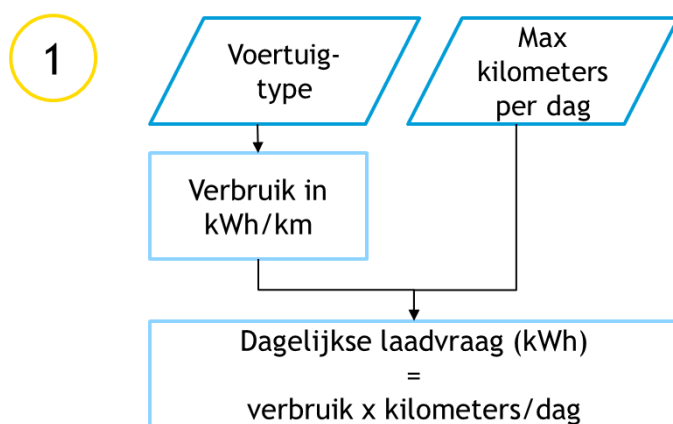 1
Voertuig-
type
Max
kilometers
per dag
Verbruik in
kWh/km
Dagelijkse laadvraag (kWh)
=
verbruik x kilometers/dag